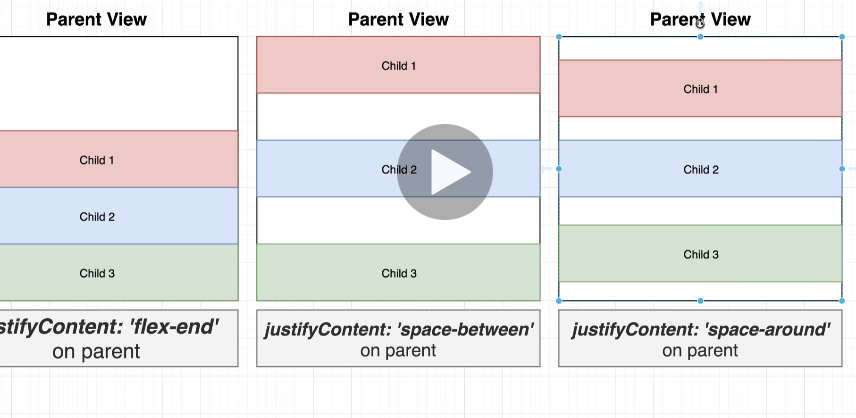 Parent View
Parent View
Parent View
Child 1
Child 2
Child 3
Child 1
Child 2
Child 3
Child 1
Child 2
Child 3
stifyContent: 'flex-end'
on parent
justifyContent: 'space-between'
on parent
justifyContent: 'space-around'
on parent